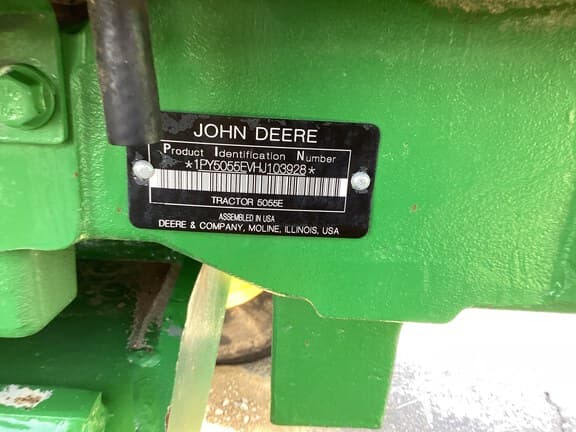 JOHN DEERE
Product Identification Number
*1PY5055EVHJ103928*
TRACTOR 5055E
ASSEMBLED IN USA
DEERE & COMPANY, MOLINE, ILLINOIS, USA